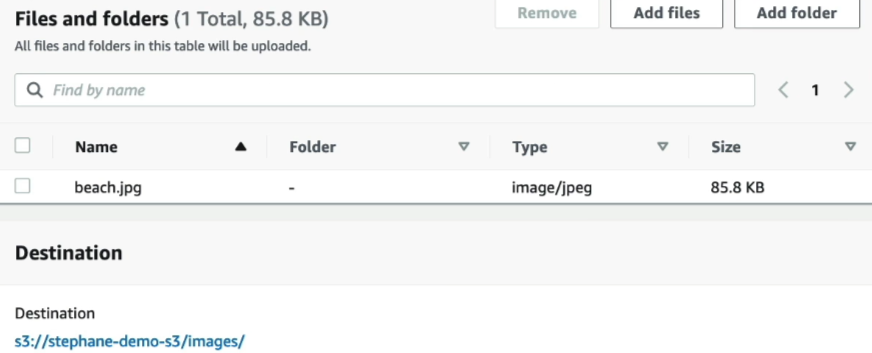 Files and folders (1 Total, 85.8 KB)
Remove
Add files
Add folder
All files and folders in this table will be uploaded.
Find by name
1
Name Folder Type Size
beach.jpg - image/jpeg 85.8 KB
Destination
Destination
s3://stephane-demo-s3/images/